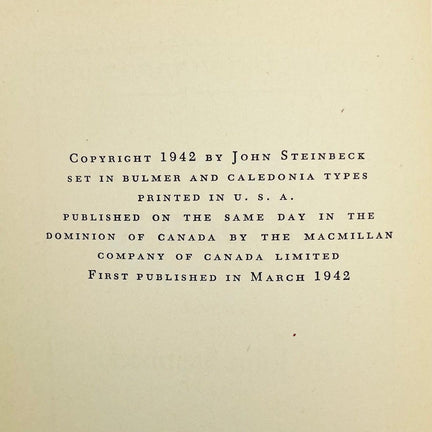 Copyright 1942 by John Steinbeck
set in bulmer and caledonia types
printed in u. s. a.
published on the same day in the
dominion of canada by the macmillan
company of canada limited
First published in March 1942